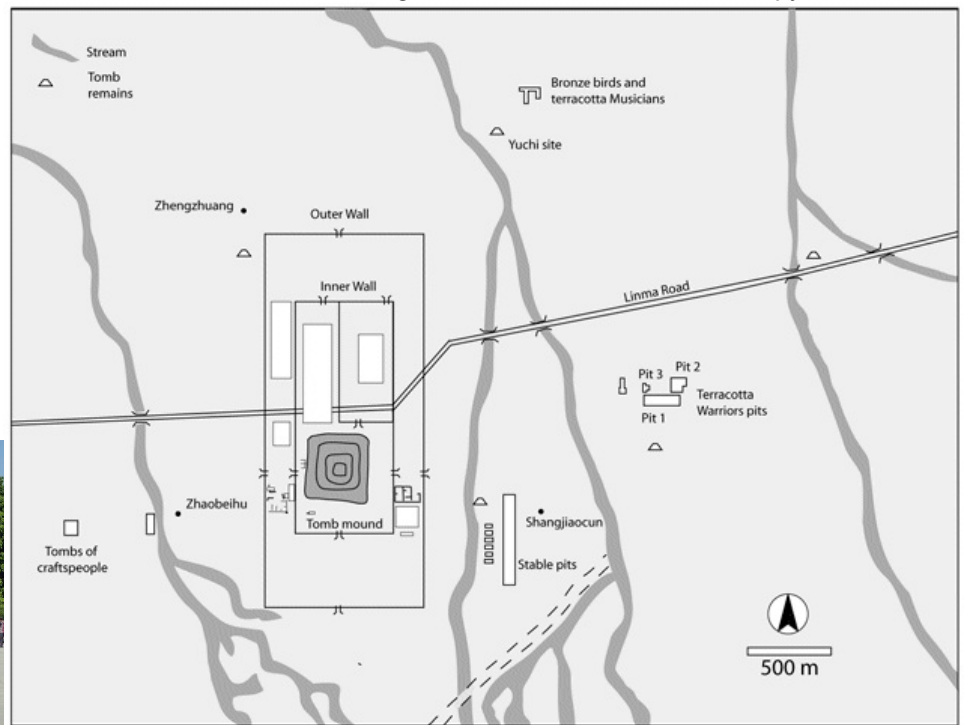 Stream
Tomb
remains
Bronze birds and
terracotta Musicians
Yuchi site
Zhengzhuang
Outer Wall
Inner Wall
Linma Road
Pit 3
Pit 2
Terracotta
Warriors pits
Pit 1
Zhaobeihu
Tomb mound
Shangjiaocun
Tombs of
craftspeople
Stable pits
500 m